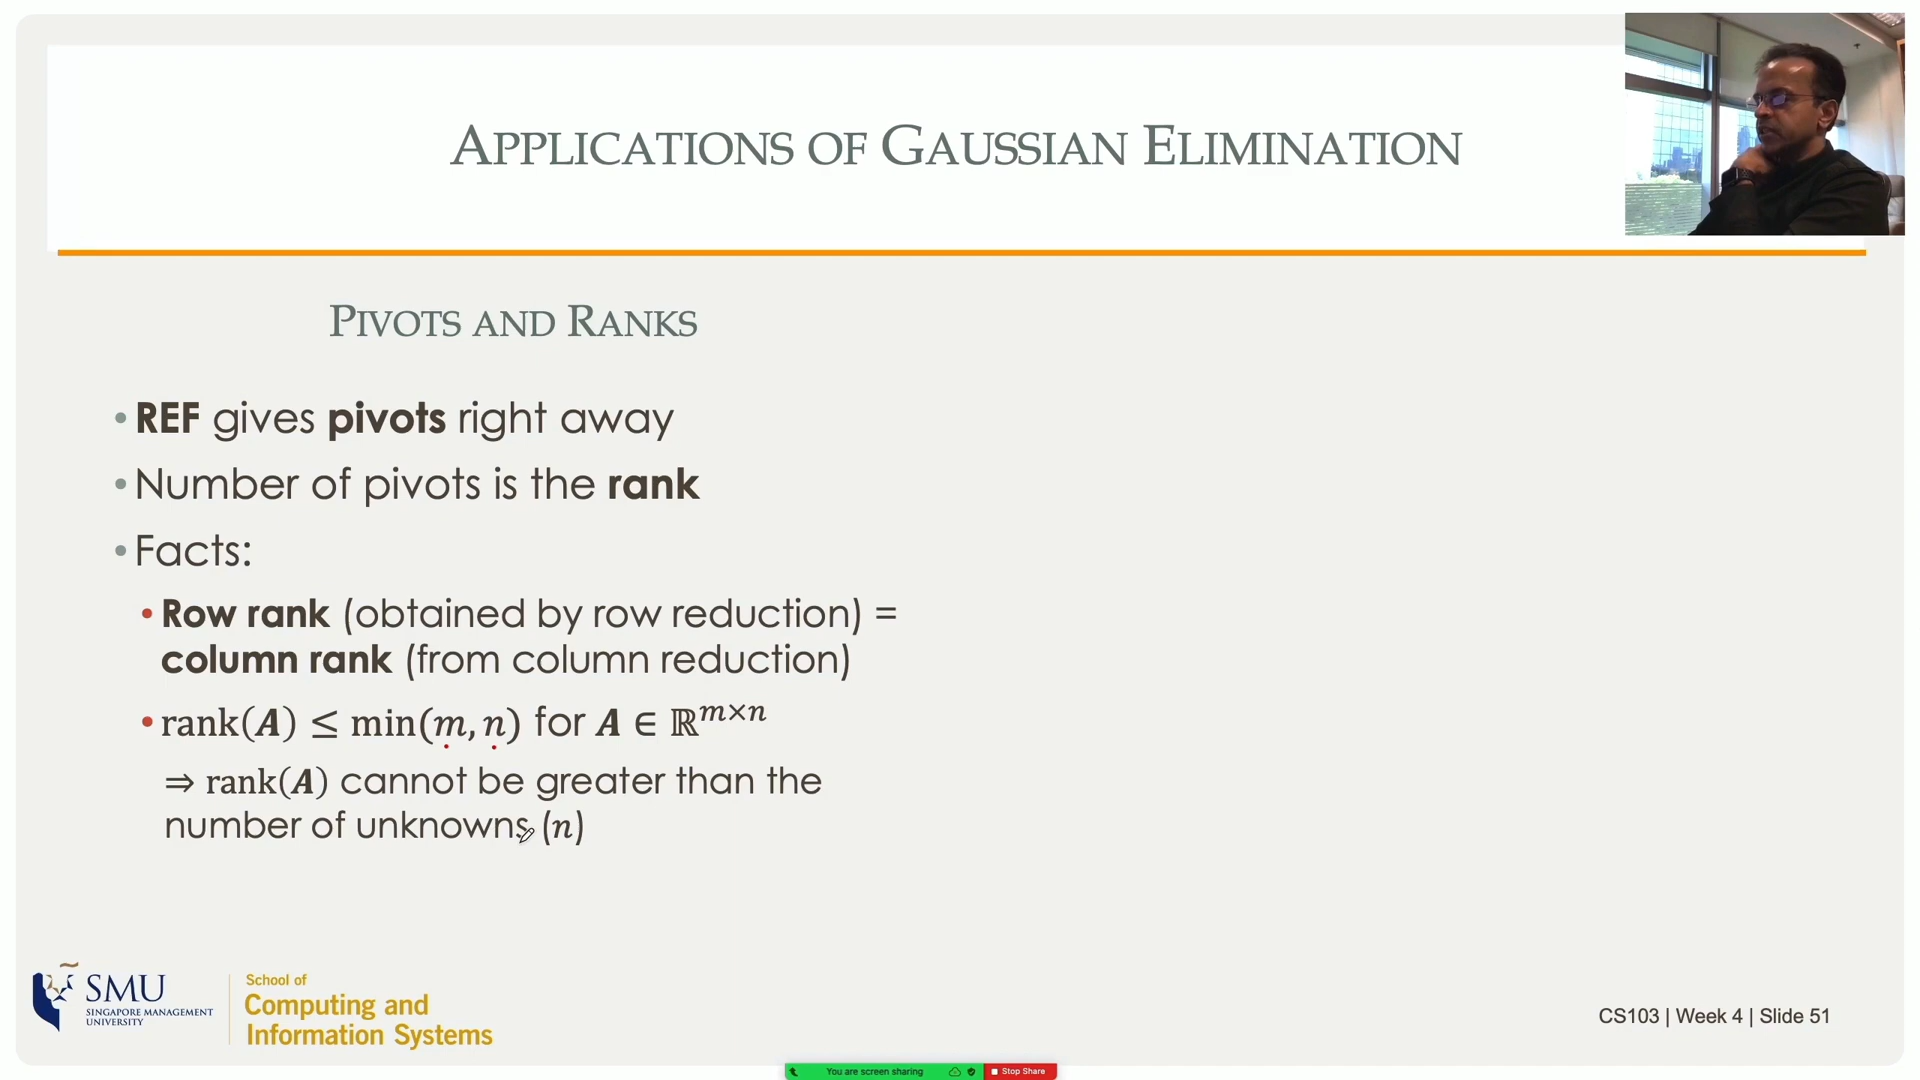 APPLICATIONS OF GAUSSIAN ELIMINATION
PIVOTS AND RANKS
• REF gives pivots right away
• Number of pivots is the rank
• Facts:
• Row rank (obtained by row reduction) =
column rank (from column reduction)
• rank(A) ≤ min(m, n) for A ∈ ℝ^{m×n}
⇒ rank(A) cannot be greater than the
number of unknowns (n)
SMU
SINGAPORE MANAGEMENT
UNIVERSITY
School of
Computing and
Information Systems
CS103 | Week 4 | Slide 51
You are screen sharing
Stop Share